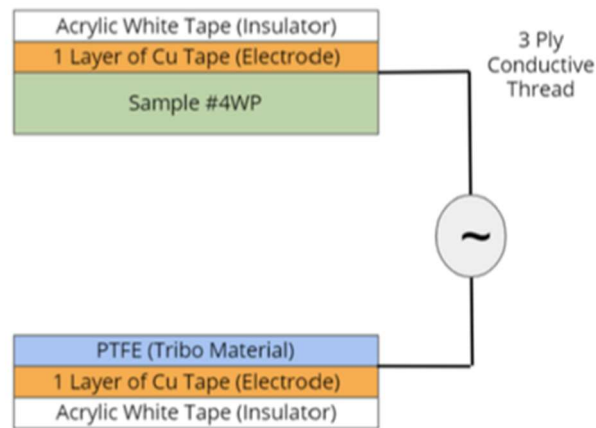 Acrylic White Tape (Insulator)
1 Layer of Cu Tape (Electrode)
Sample #4WP
3 Ply
Conductive
Thread
~
PTFE (Tribo Material)
1 Layer of Cu Tape (Electrode)
Acrylic White Tape (Insulator)